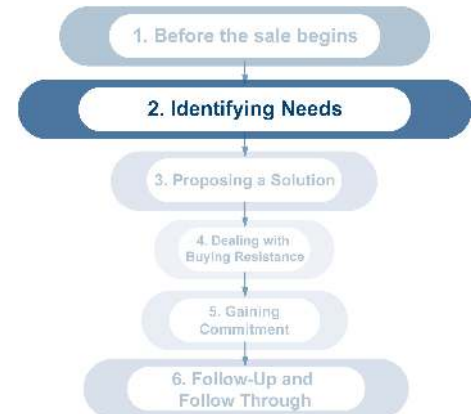 1. Before the sale begins
2. Identifying Needs
3. Proposing a Solution
4. Dealing with
Buying Resistance
5. Gaining
Commitment
6. Follow-Up and
Follow Through